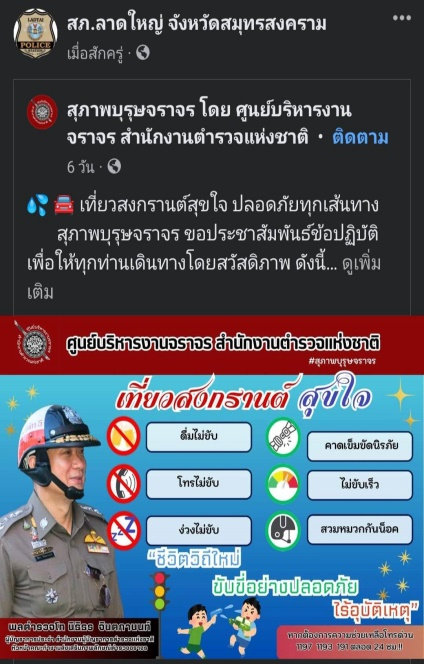 สภ.ลาดใหญ่ จังหวัดสมุทรสงคราม
เมื่อสักครู่ ·
สุภาพบุรุษจราจร โดย ศูนย์บริหารงาน
จราจร สำนักงานตำรวจแห่งชาติ · ติดตาม
6 วัน ·
เที่ยวสงกรานต์สุขใจ ปลอดภัยทุกเส้นทาง
สุภาพบุรุษจราจร ขอประชาสัมพันธ์ข้อปฏิบัติ
เพื่อให้ทุกท่านเดินทางโดยสวัสดิภาพ ดังนี้... ดูเพิ่ม
เติม
ศูนย์บริหารงานจราจร สำนักงานตำรวจแห่งชาติ
#สุภาพบุรุษจราจร
เที่ยวสงกรานต์ สุขใจ
ดื่มไม่ขับ
คาดเข็มขัดนิรภัย
โทรไม่ขับ
ไม่ขับเร็ว
ง่วงไม่ขับ
สวมหมวกกันน็อค
"ชีวิตวิถีใหม่
ขับขี่อย่างปลอดภัย
ไร้อุบัติเหตุ"
พลตำรวจโท นิธิธร จินตกานนท์
หากต้องการความช่วยเหลือโทรด่วน
1197 1193 191 ตลอด 24 ชม.!!
POLICE